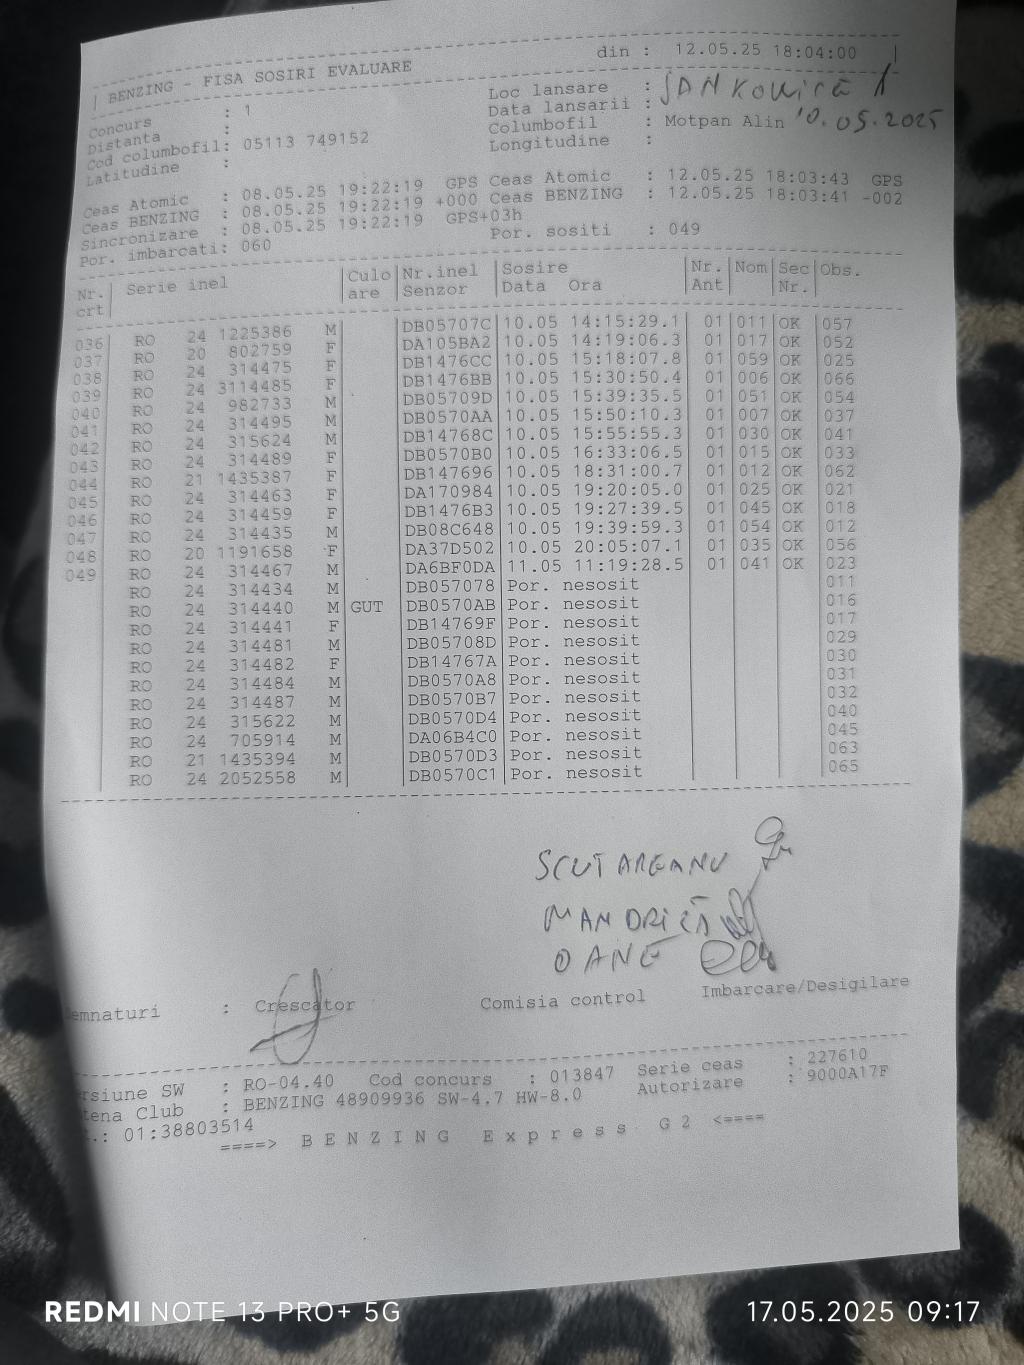 BENZING - FISA SOSIRI EVALUARE din : 12.05.25 18:04:00
Concurs : 1 Loc lansare : JANKOVICĂ 1
Distanta : Data lansarii : 10.05.2025
Cod columbofil: 05113 749152 Columbofil : Motpan Alin
Latitudine : Longitudine :
Ceas Atomic : 08.05.25 19:22:19 GPS Ceas Atomic : 12.05.25 18:03:43 GPS
Ceas BENZING : 08.05.25 19:22:19 +000 Ceas BENZING : 12.05.25 18:03:41 -002
Sincronizare : 08.05.25 19:22:19 GPS+03h
Por. imbarcati: 060 Por. sositi : 049
Nr. Serie inel Culo Nr.inel Sosire Nr. Nom Sec Obs.
crt are Senzor Data Ora Ant Nr.
036 RO 24 1225386 M DB05707C 10.05 14:15:29.1 01 011 OK 057
037 RO 20 802759 F DA105BA2 10.05 14:19:06.3 01 017 OK 052
038 RO 24 314475 F DB1476CC 10.05 15:18:07.8 01 059 OK 025
039 RO 24 3114485 F DB1476BB 10.05 15:30:50.4 01 006 OK 066
040 RO 24 982733 M DB05709D 10.05 15:39:35.5 01 051 OK 054
041 RO 24 314495 M DB0570AA 10.05 15:50:10.3 01 007 OK 037
042 RO 24 315624 M DB14768C 10.05 15:55:55.3 01 030 OK 041
043 RO 24 314489 F DB0570B0 10.05 16:33:06.5 01 015 OK 033
044 RO 21 1435387 F DB147696 10.05 18:31:00.7 01 012 OK 062
045 RO 24 314463 F DA170984 10.05 19:20:05.0 01 025 OK 021
046 RO 24 314459 F DB1476B3 10.05 19:27:39.5 01 045 OK 018
047 RO 24 314435 M DB08C648 10.05 19:39:59.3 01 054 OK 012
048 RO 20 1191658 F DA37D502 10.05 20:05:07.1 01 035 OK 056
049 RO 24 314467 M DA6BF0DA 11.05 11:19:28.5 01 041 OK 023
RO 24 314434 M DB057078 Por. nesosit 011
RO 24 314440 M GUT DB0570AB Por. nesosit 016
RO 24 314441 F DB14769F Por. nesosit 017
RO 24 314481 M DB05708D Por. nesosit 029
RO 24 314482 F DB14767A Por. nesosit 030
RO 24 314484 M DB0570A8 Por. nesosit 031
RO 24 314487 M DB0570B7 Por. nesosit 032
RO 24 315622 M DB0570D4 Por. nesosit 040
RO 24 705914 M DA06B4C0 Por. nesosit 045
RO 21 1435394 M DB0570D3 Por. nesosit 063
RO 24 2052558 M DB0570C1 Por. nesosit 065
SCUTAREANU
MANDRICĂ
OANE
emnaturi : Crescator Comisia control Imbarcare/Desigilare
rsiune SW : RO-04.40 Cod concurs : 013847 Serie ceas : 227610
tena Club : BENZING 48909936 SW-4.7 HW-8.0 Autorizare : 9000A17F
.: 01:38803514
====> B E N Z I N G E x p r e s s G 2 <====
REDMI NOTE 13 PRO+ 5G 17.05.2025 09:17